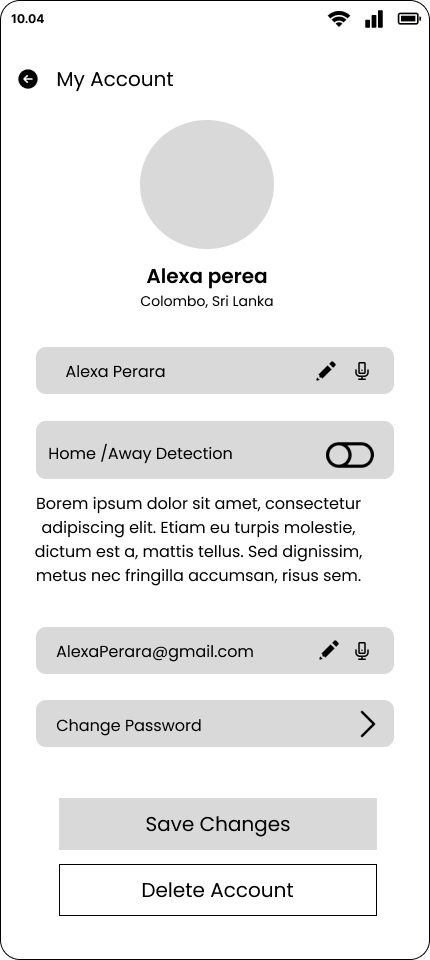 10.04
My Account
Alexa perea
Colombo, Sri Lanka
Alexa Perara
Home /Away Detection
Borem ipsum dolor sit amet, consectetur
adipiscing elit. Etiam eu turpis molestie,
dictum est a, mattis tellus. Sed dignissim,
metus nec fringilla accumsan, risus sem.
AlexaPerara@gmail.com
Change Password
Save Changes
Delete Account